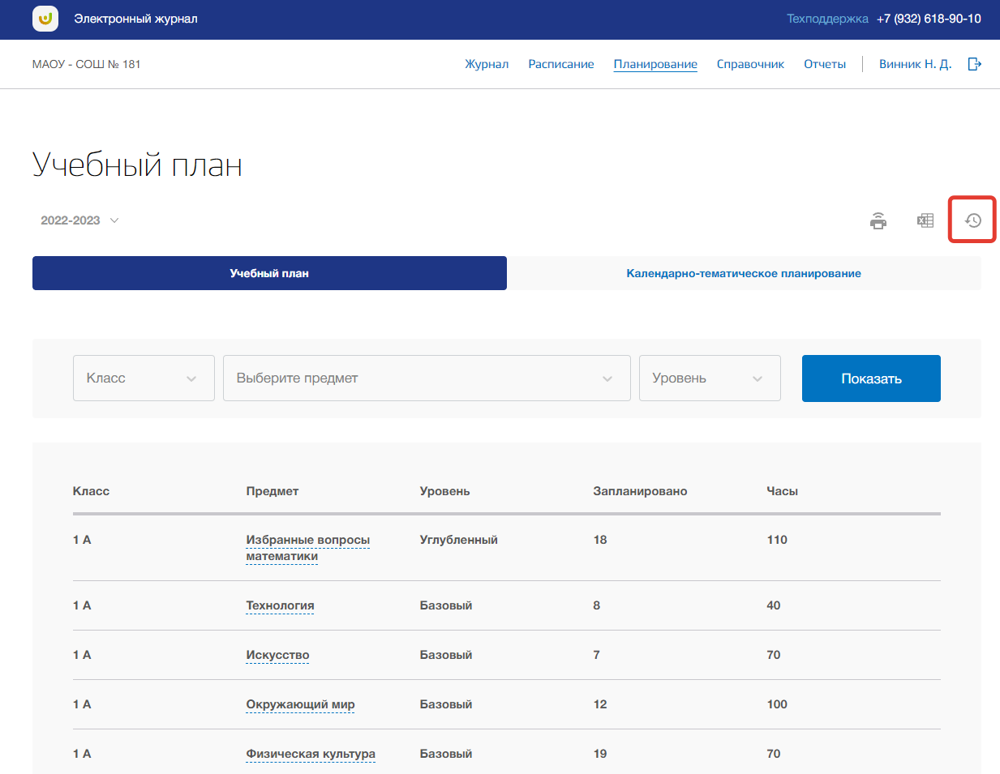 Электронный журнал
Техподдержка +7 (932) 618-90-10
МАОУ - СОШ № 181
Журнал Расписание Планирование Справочник Отчеты Винник Н. Д.
Учебный план
2022-2023
Учебный план Календарно-тематическое планирование
Класс Выберите предмет Уровень Показать
Класс Предмет Уровень Запланировано Часы
1 А Избранные вопросы математики Углубленный 18 110
1 А Технология Базовый 8 40
1 А Искусство Базовый 7 70
1 А Окружающий мир Базовый 12 100
1 А Физическая культура Базовый 19 70